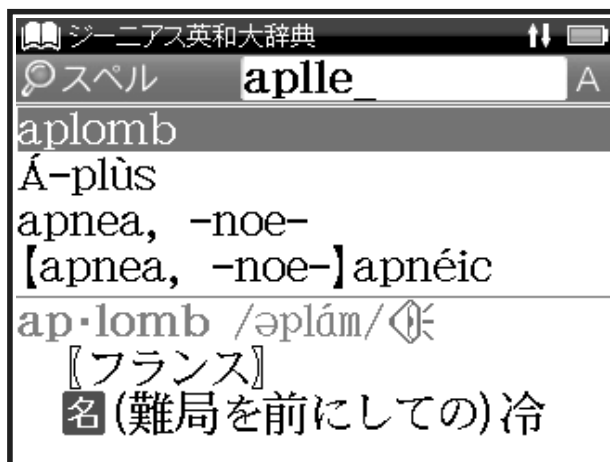 ジーニアス英和大辞典
スペル aplle_ A
aplomb
Á-plùs
apnea, -noe-
【apnea, -noe-】apnéic
ap·lomb /əplám/
〖フランス〗
名(難局を前にしての)冷